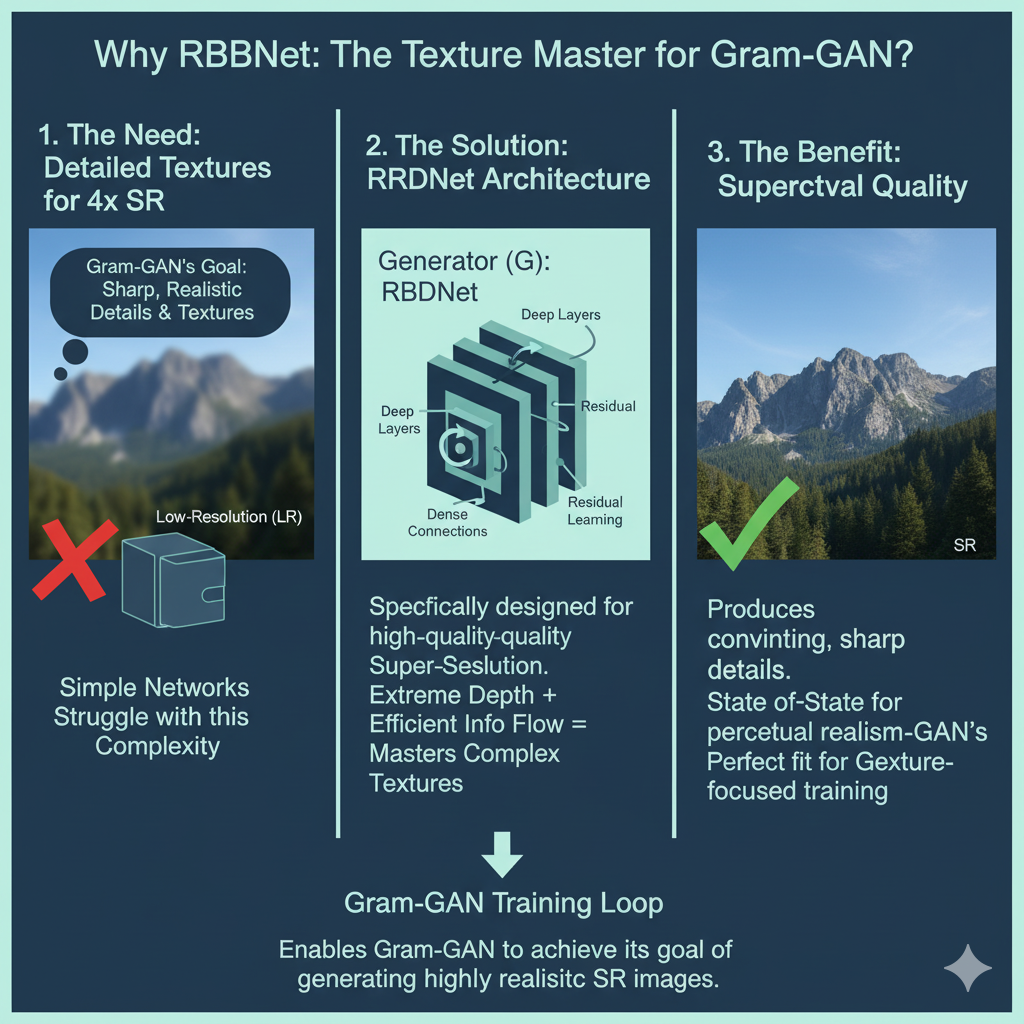 Why RBBNet: The Texture Master for Gram-GAN?
1. The Need:
Detailed Textures
for 4x SR
Gram-GAN's Goal:
Sharp, Realistic
Details & Textures
Low-Resolution (LR)
Simple Networks
Struggle with this
Complexity
2. The Solution:
RRDNet Architecture
Generator (G):
RBDNet
Deep Layers
Deep
Layers
Residual
Dense
Connections
Residual
Learning
Specfically designed for
high-quality-quality
Super-Seslution.
Extreme Depth +
Efficient Info Flow =
Masters Complex
Textures
3. The Benefit:
Superctval Quality
SR
Produces
convinting, sharp
details.
State of-State for
percetual realism-GAN's
Perfect fit for Gexture-
focused training
Gram-GAN Training Loop
Enables Gram-GAN to achieve its goal of
generating highly realisitc SR images.